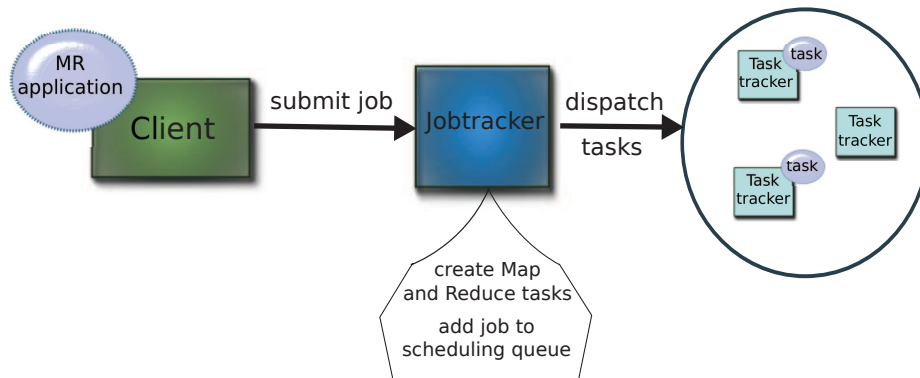 MR
application
Client
submit job
Jobtracker
dispatch
tasks
create Map
and Reduce tasks
add job to
scheduling queue
task
Task
tracker
Task
tracker
task
Task
tracker